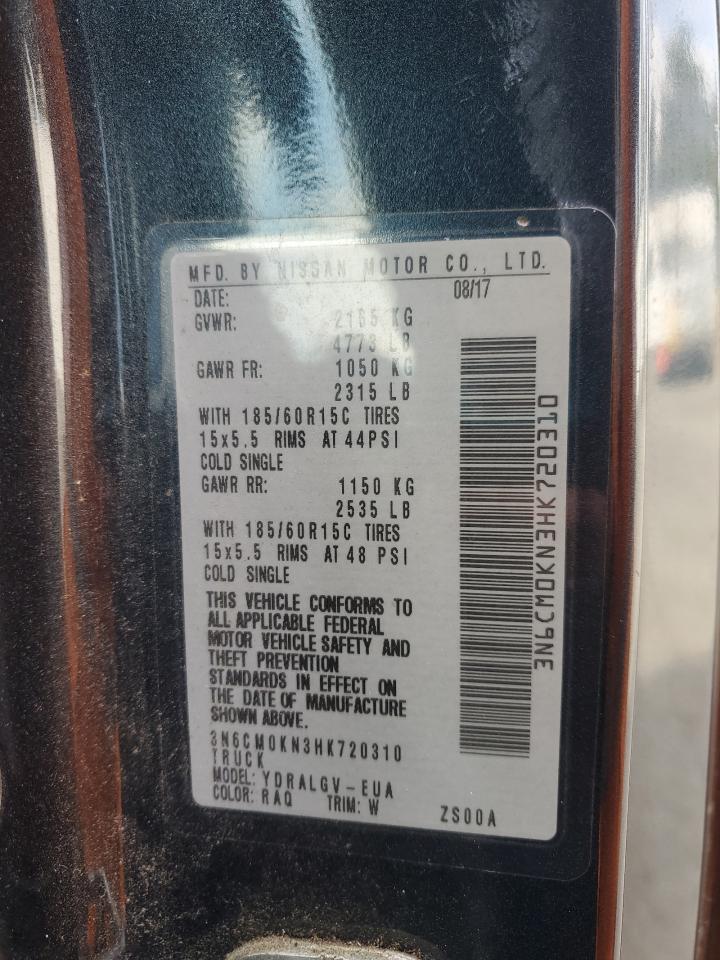 MFD. BY NISSAN MOTOR CO., LTD.
DATE: 08/17
GVWR: 2165 KG
4773 LB
GAWR FR: 1050 KG
2315 LB
WITH 185/60R15C TIRES
15x5.5 RIMS AT 44PSI
COLD SINGLE
GAWR RR: 1150 KG
2535 LB
WITH 185/60R15C TIRES
15x5.5 RIMS AT 48 PSI
COLD SINGLE
THIS VEHICLE CONFORMS TO
ALL APPLICABLE FEDERAL
MOTOR VEHICLE SAFETY AND
THEFT PREVENTION
STANDARDS IN EFFECT ON
THE DATE OF MANUFACTURE
SHOWN ABOVE.
3N6CM0KN3HK720310
TRUCK
MODEL: YDRALGV-EUA
COLOR: RAQ TRIM: W
ZS00A
3N6CM0KN3HK720310